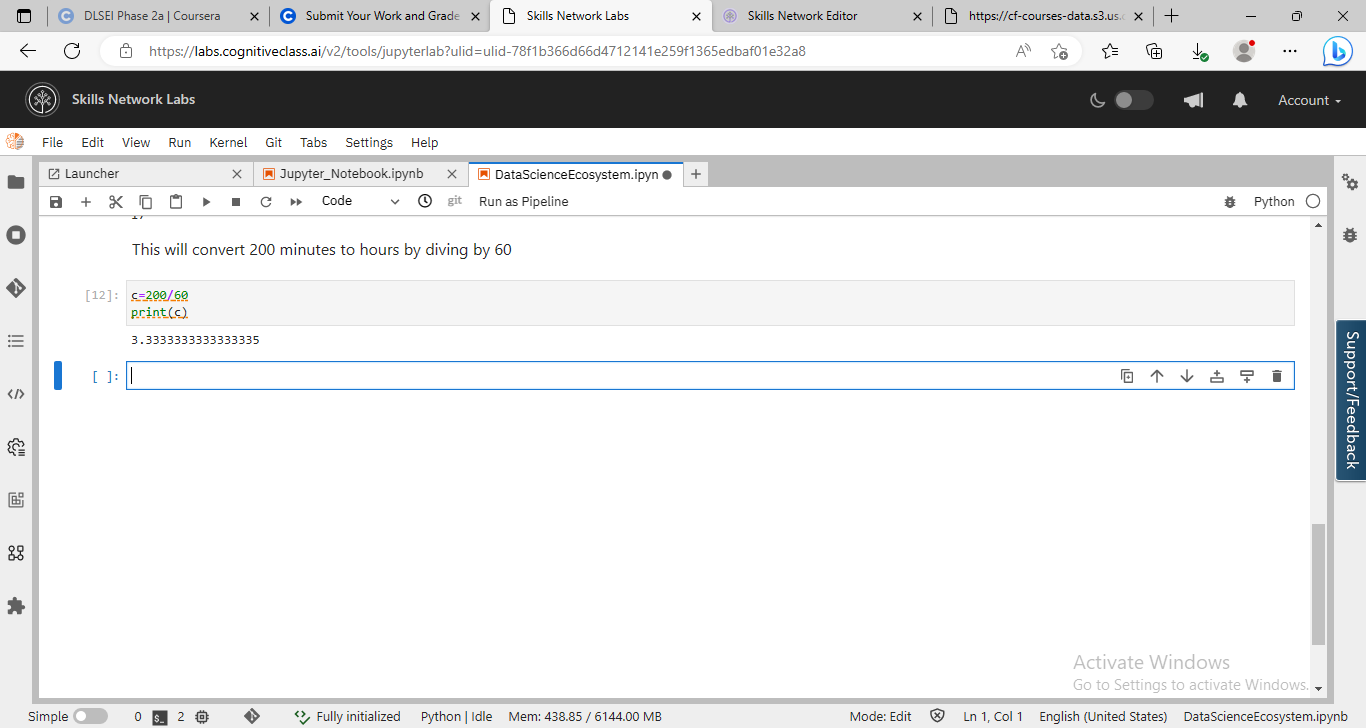 DLSEI Phase 2a | Coursera
Submit Your Work and Grade
Skills Network Labs
Skills Network Editor
https://cf-courses-data.s3.us.c
https://labs.cognitiveclass.ai/v2/tools/jupyterlab?ulid=ulid-78f1b366d66d4712141e259f1365edbaf01e32a8
Skills Network Labs
Account
File Edit View Run Kernel Git Tabs Settings Help
Launcher
Jupyter_Notebook.ipynb
DataScienceEcosystem.ipyn
Code
git
Run as Pipeline
Python
This will convert 200 minutes to hours by diving by 60
[12]:
c=200/60
print(c)
3.3333333333333335
[ ]:
Support/Feedback
Activate Windows
Go to Settings to activate Windows.
Simple 0 $_ 2 Fully initialized Python | Idle Mem: 438.85 / 6144.00 MB Mode: Edit Ln 1, Col 1 English (United States) DataScienceEcosystem.ipynb